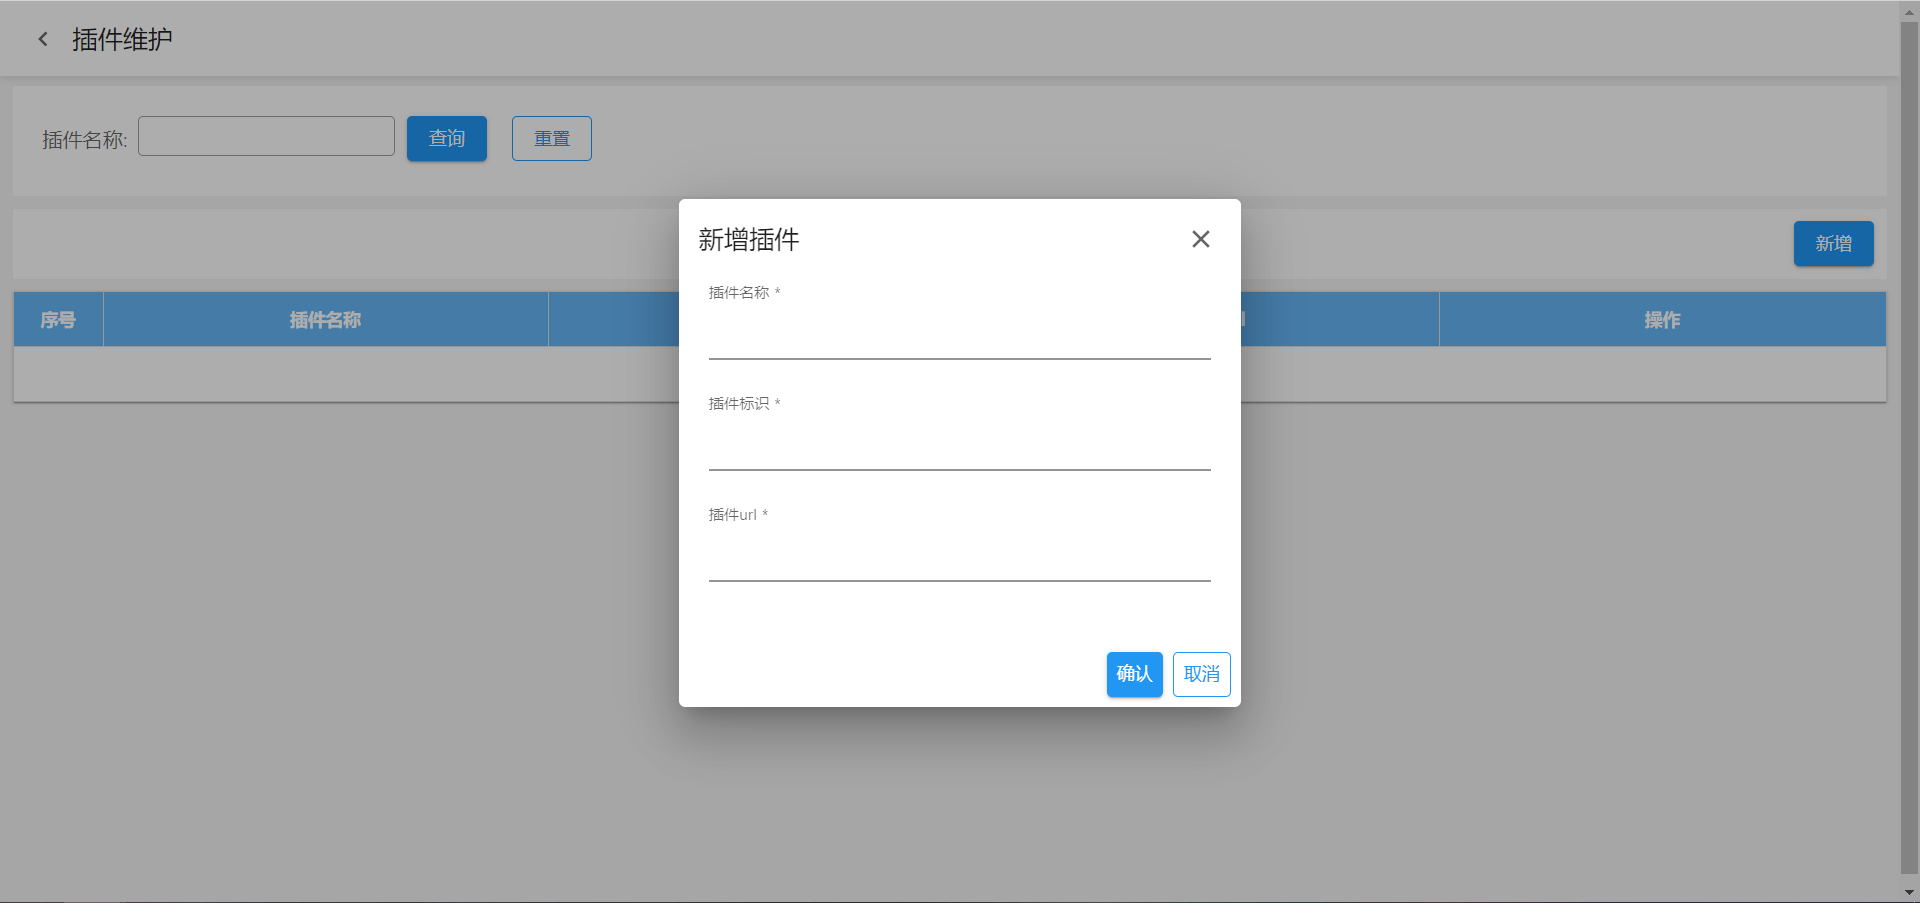 插件维护
插件名称: 查询 重置
新增
序号 插件名称 操作
新增插件
插件名称 *
插件标识 *
插件url *
确认 取消